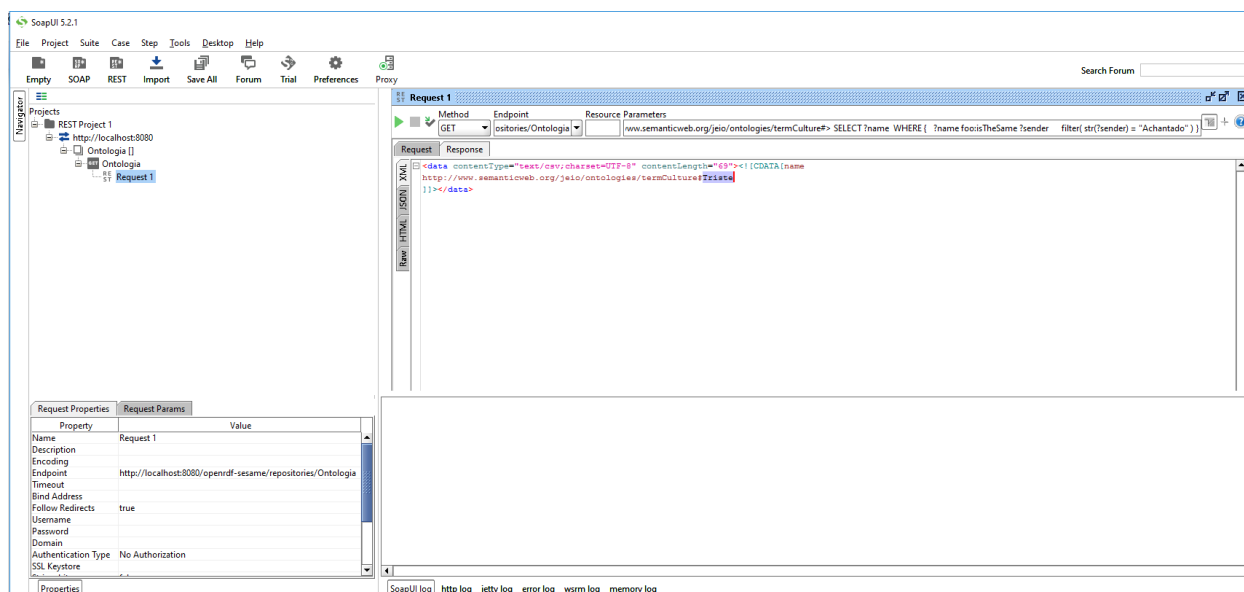 SoapUI 5.2.1
File Project Suite Case Step Tools Desktop Help
Empty SOAP REST Import Save All Forum Trial Preferences Proxy
Search Forum
Navigator
Projects
REST Project 1
http://localhost:8080
Ontologia []
Ontologia
Request 1
Request 1
Method Endpoint Resource Parameters
GET ositories/Ontologia /www.semanticweb.org/jeio/ontologies/termCulture#> SELECT ?name WHERE { ?name foo:isTheSame ?sender filter( str(?sender) = "Achantado" ) }
Request Response
XML
JSON
HTML
Raw
<data contentType="text/csv;charset=UTF-8" contentLength="69"><![CDATA[name
http://www.semanticweb.org/jeio/ontologies/termCulture#Triste
]]></data>
Request Properties Request Params
Property Value
Name Request 1
Description
Encoding
Endpoint http://localhost:8080/openrdf-sesame/repositories/Ontologia
Timeout
Bind Address
Follow Redirects true
Username
Password
Domain
Authentication Type No Authorization
SSL Keystore
Properties
SoapUI log http log jetty log error log wsrm log memory log